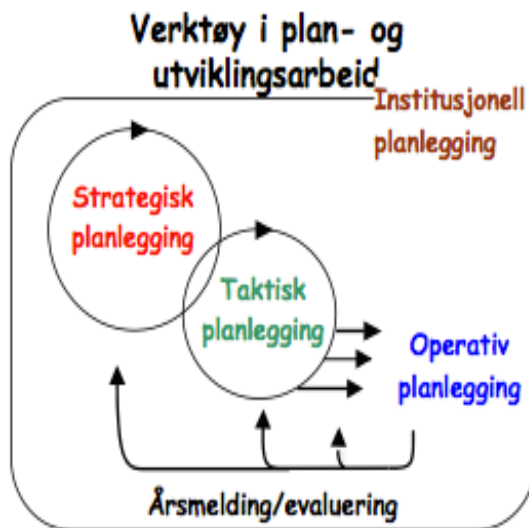 Verktøy i plan- og
utviklingsarbeid
Institusjonell
planlegging
Strategisk
planlegging
Taktisk
planlegging
Operativ
planlegging
Årsmelding/evaluering